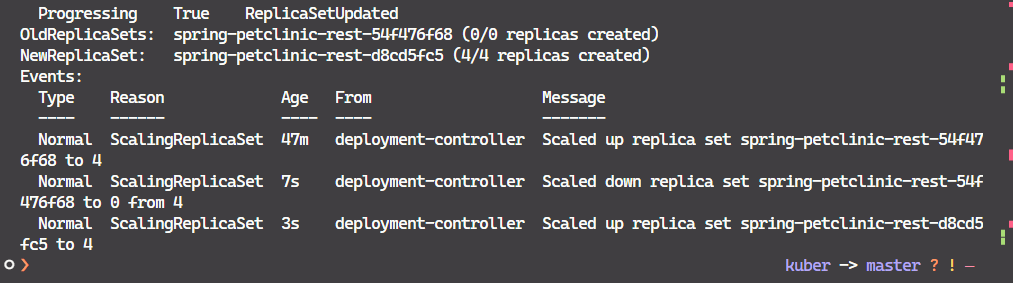 Progressing    True    ReplicaSetUpdated
OldReplicaSets:  spring-petclinic-rest-54f476f68 (0/0 replicas created)
NewReplicaSet:   spring-petclinic-rest-d8cd5fc5 (4/4 replicas created)
Events:
  Type    Reason             Age   From                   Message
  ----    ------             ----  ----                   -------
  Normal  ScalingReplicaSet  47m   deployment-controller  Scaled up replica set spring-petclinic-rest-54f47
6f68 to 4
  Normal  ScalingReplicaSet  7s    deployment-controller  Scaled down replica set spring-petclinic-rest-54f
476f68 to 0 from 4
  Normal  ScalingReplicaSet  3s    deployment-controller  Scaled up replica set spring-petclinic-rest-d8cd5
fc5 to 4
❯ kuber -> master ? ! –